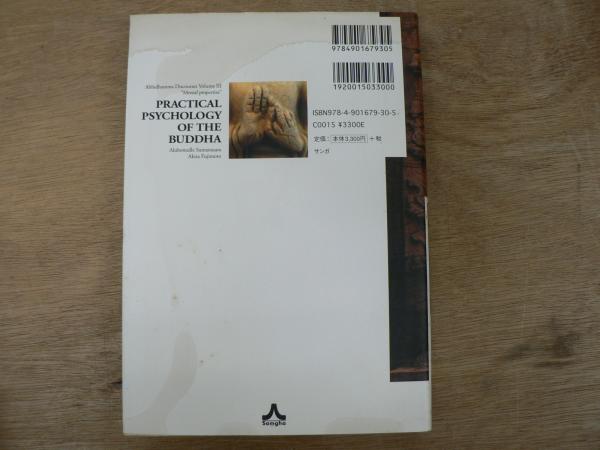 9784901679305
1920015033000
Abhidhamma Discourses Volume III
"Mental properties"
PRACTICAL
PSYCHOLOGY
OF THE
BUDDHA
Alubomulle Sumanasara
Akira Fujimoto
ISBN978-4-901679-30-5
C0015 ¥3300E
定価: 本体3,300円 +税
サンガ
Samgha